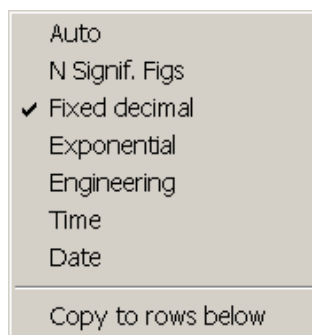 Auto
N Signif. Figs
Fixed decimal
Exponential
Engineering
Time
Date
Copy to rows below